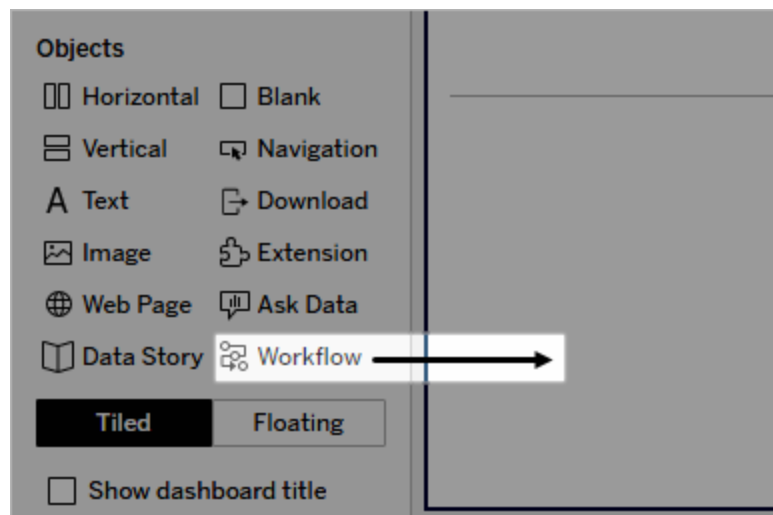 Objects
Horizontal Blank
Vertical Navigation
Text Download
Image Extension
Web Page Ask Data
Data Story Workflow
Tiled Floating
Show dashboard title